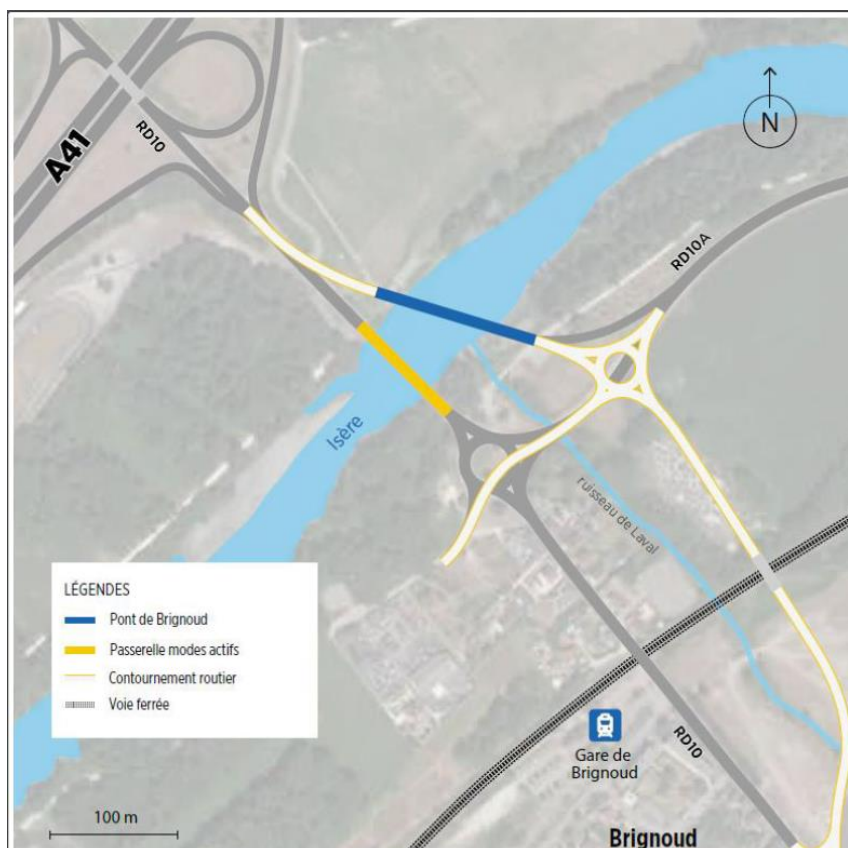 A41
RD10
N
RD10A
Isère
ruisseau de Laval
LÉGENDES
Pont de Brignoud
Passerelle modes actifs
Contournement routier
Voie ferrée
Gare de
Brignoud
RD10
100 m
Brignoud